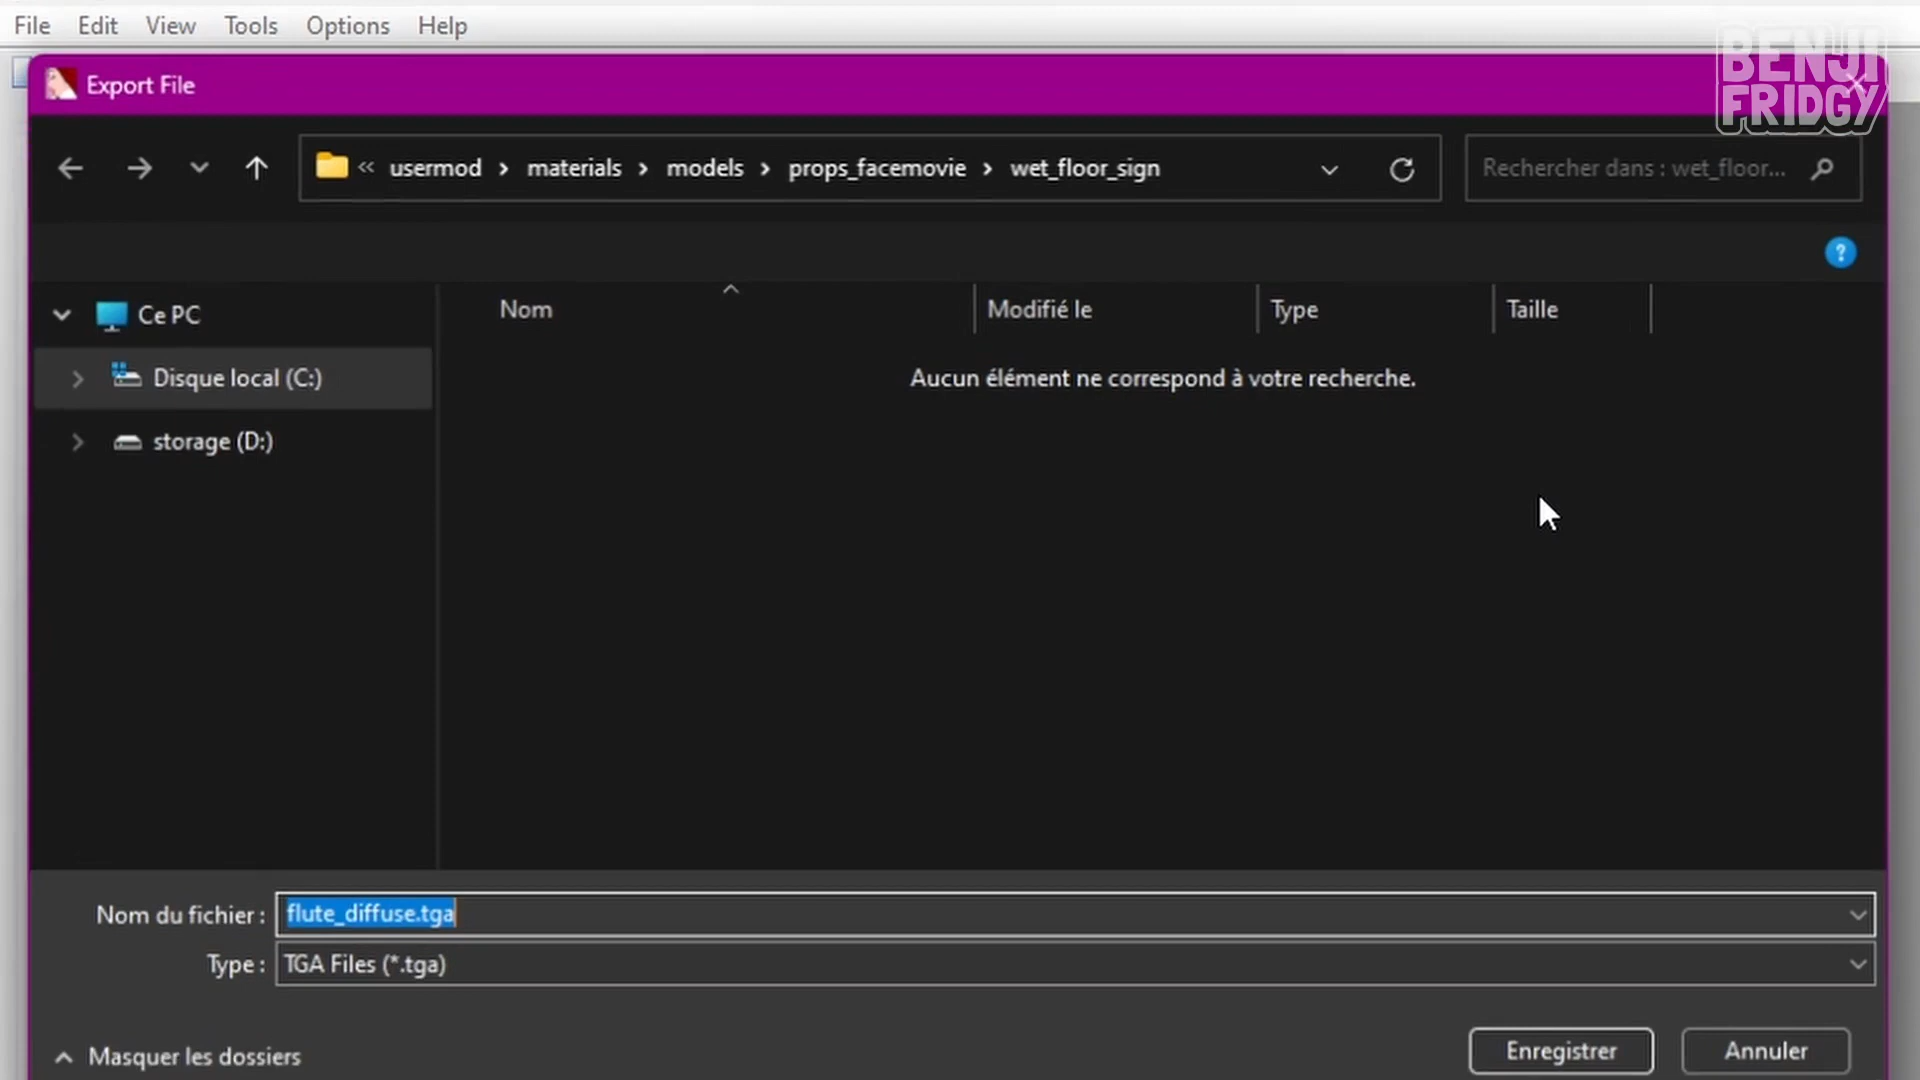 File Edit View Tools Options Help
BENJI
FRIDGY
Export File
« usermod > materials > models > props_facemovie > wet_floor_sign
Rechercher dans : wet_floor...
?
Ce PC
Nom Modifié le Type Taille
Disque local (C:)
Aucun élément ne correspond à votre recherche.
storage (D:)
Nom du fichier : flute_diffuse.tga
Type : TGA Files (*.tga)
Masquer les dossiers
Enregistrer Annuler